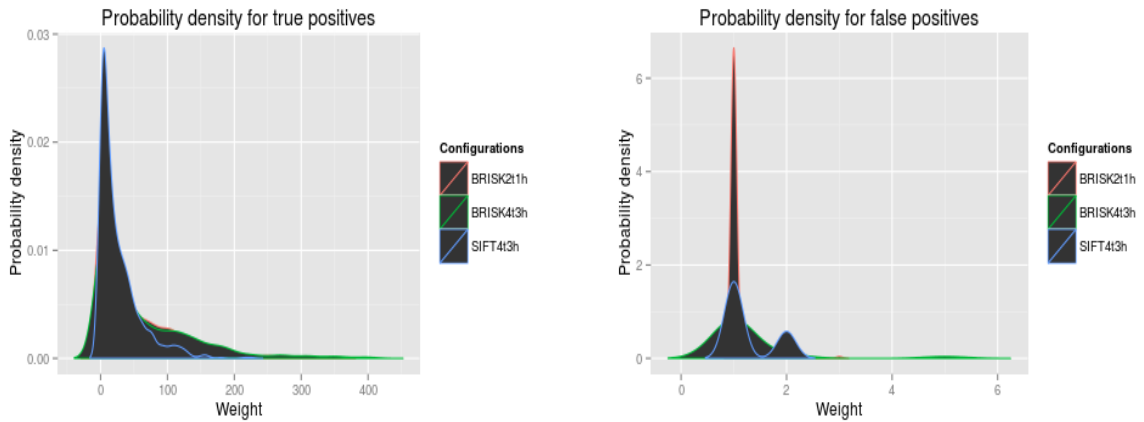 Probability density for true positives
Probability density
0.03
0.02
0.01
0.00
0
100
200
300
400
Weight
Configurations
BRISK2t1h
BRISK4t3h
SIFT4t3h
Probability density for false positives
Probability density
6
4
2
0
0
2
4
6
Weight
Configurations
BRISK2t1h
BRISK4t3h
SIFT4t3h